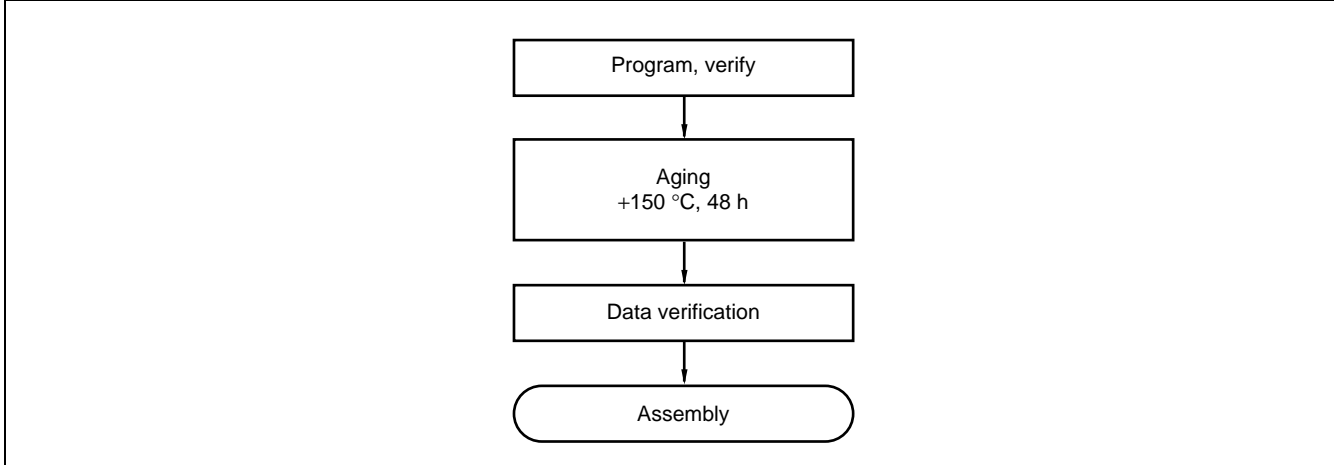 Program, verify
Aging
+150 °C, 48 h
Data verification
Assembly